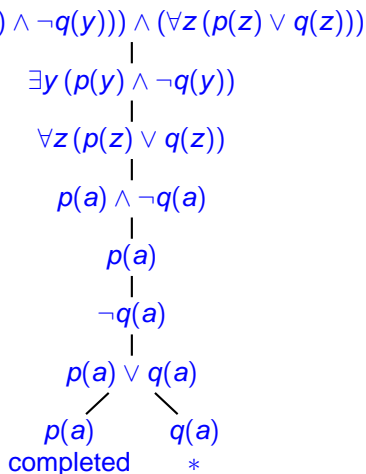 ) ∧ ¬q(y))) ∧ (∀z (p(z) ∨ q(z)))
∃y (p(y) ∧ ¬q(y))
∀z (p(z) ∨ q(z))
p(a) ∧ ¬q(a)
p(a)
¬q(a)
p(a) ∨ q(a)
p(a) q(a)
completed *